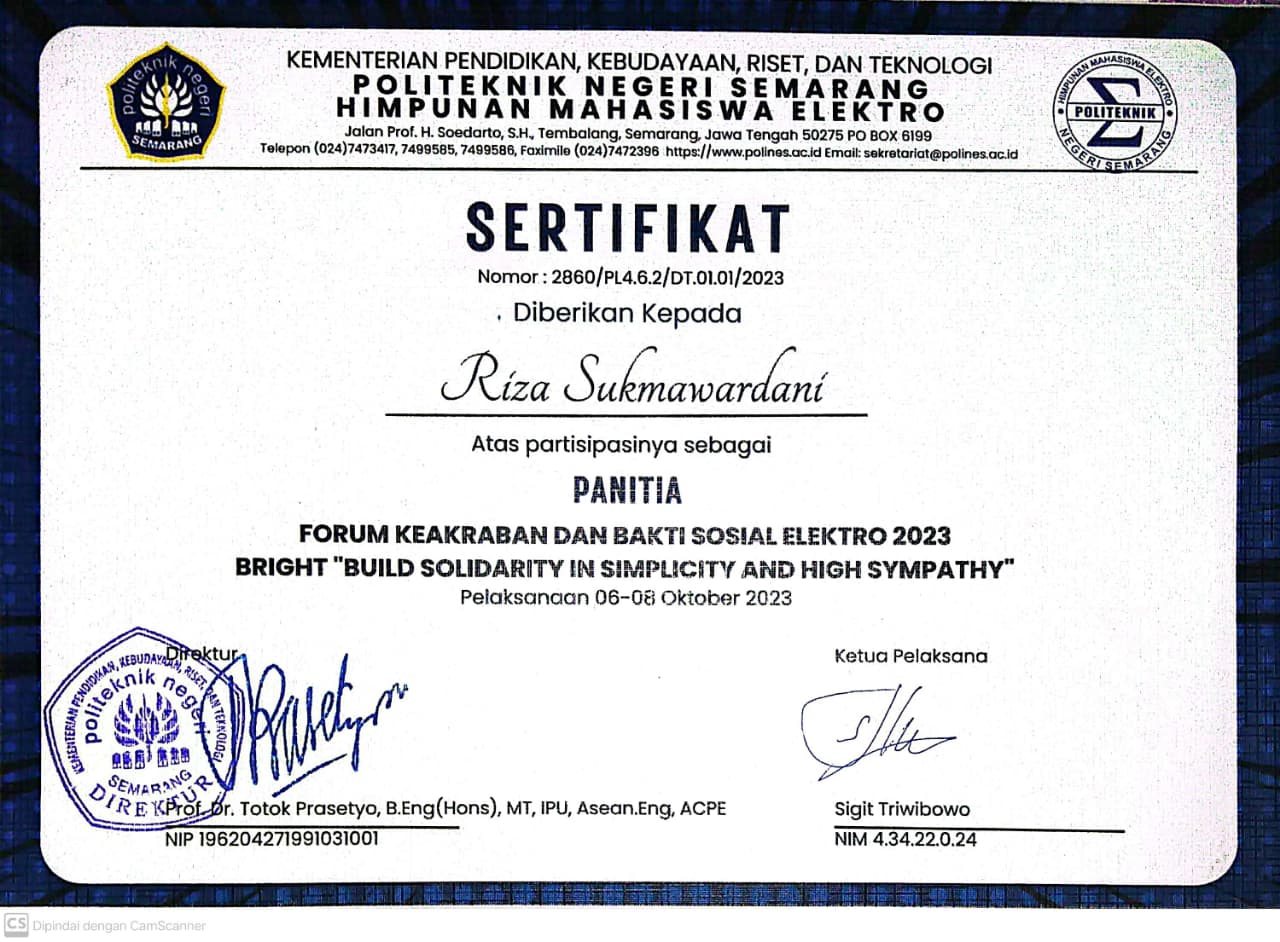 politeknik negeri
SEMARANG
KEMENTERIAN PENDIDIKAN, KEBUDAYAAN, RISET, DAN TEKNOLOGI
POLITEKNIK NEGERI SEMARANG
HIMPUNAN MAHASISWA ELEKTRO
Jalan Prof. H. Soedarto, S.H., Tembalang, Semarang, Jawa Tengah 50275 PO BOX 6199
Telepon (024)7473417, 7499585, 7499586, Faximile (024)7472396 https://www.polines.ac.id Email: sekretariat@polines.ac.id
HIMPUNAN MAHASISWA ELEKTRO
POLITEKNIK
NEGERI SEMARANG
SERTIFIKAT
Nomor : 2860/PL4.6.2/DT.01.01/2023
Diberikan Kepada
Riza Sukmawardani
Atas partisipasinya sebagai
PANITIA
FORUM KEAKRABAN DAN BAKTI SOSIAL ELEKTRO 2023
BRIGHT "BUILD SOLIDARITY IN SIMPLICITY AND HIGH SYMPATHY"
Pelaksanaan 06-08 Oktober 2023
Direktur
KEMENTERIAN PENDIDIKAN, KEBUDAYAAN, RISET, DAN TEKNOLOGI
politeknik negeri
SEMARANG
DIREKTUR
Prof. Dr. Totok Prasetyo, B.Eng(Hons), MT, IPU, Asean.Eng, ACPE
NIP 196204271991031001
Ketua Pelaksana
Sigit Triwibowo
NIM 4.34.22.0.24
CS Dipindai dengan CamScanner